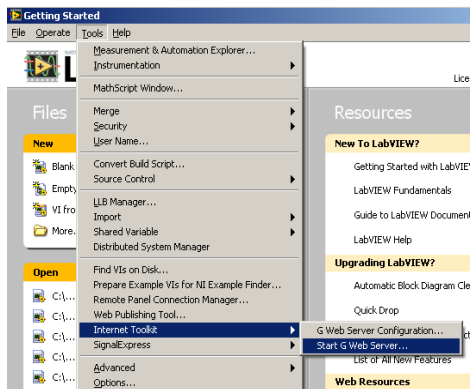 Getting Started
File Operate Tools Help
L
Lice
Measurement & Automation Explorer...
Instrumentation
MathScript Window...
Merge
Security
User Name...
Convert Build Script...
Source Control
LLB Manager...
Import
Shared Variable
Distributed System Manager
Find VIs on Disk...
Prepare Example VIs for NI Example Finder...
Remote Panel Connection Manager...
Web Publishing Tool...
Internet Toolkit
SignalExpress
Advanced
Options...
G Web Server Configuration...
Start G Web Server...
Files
New
Blank
Empty
VI fro
More.
Open
C:\...
C:\...
C:\...
C:\...
C:\...
Resources
New To LabVIEW?
Getting Started with LabVIEW
LabVIEW Fundamentals
Guide to LabVIEW Document
LabVIEW Help
Upgrading LabVIEW?
Automatic Block Diagram Cle
Quick Drop
ct
List of All New Features
Web Resources